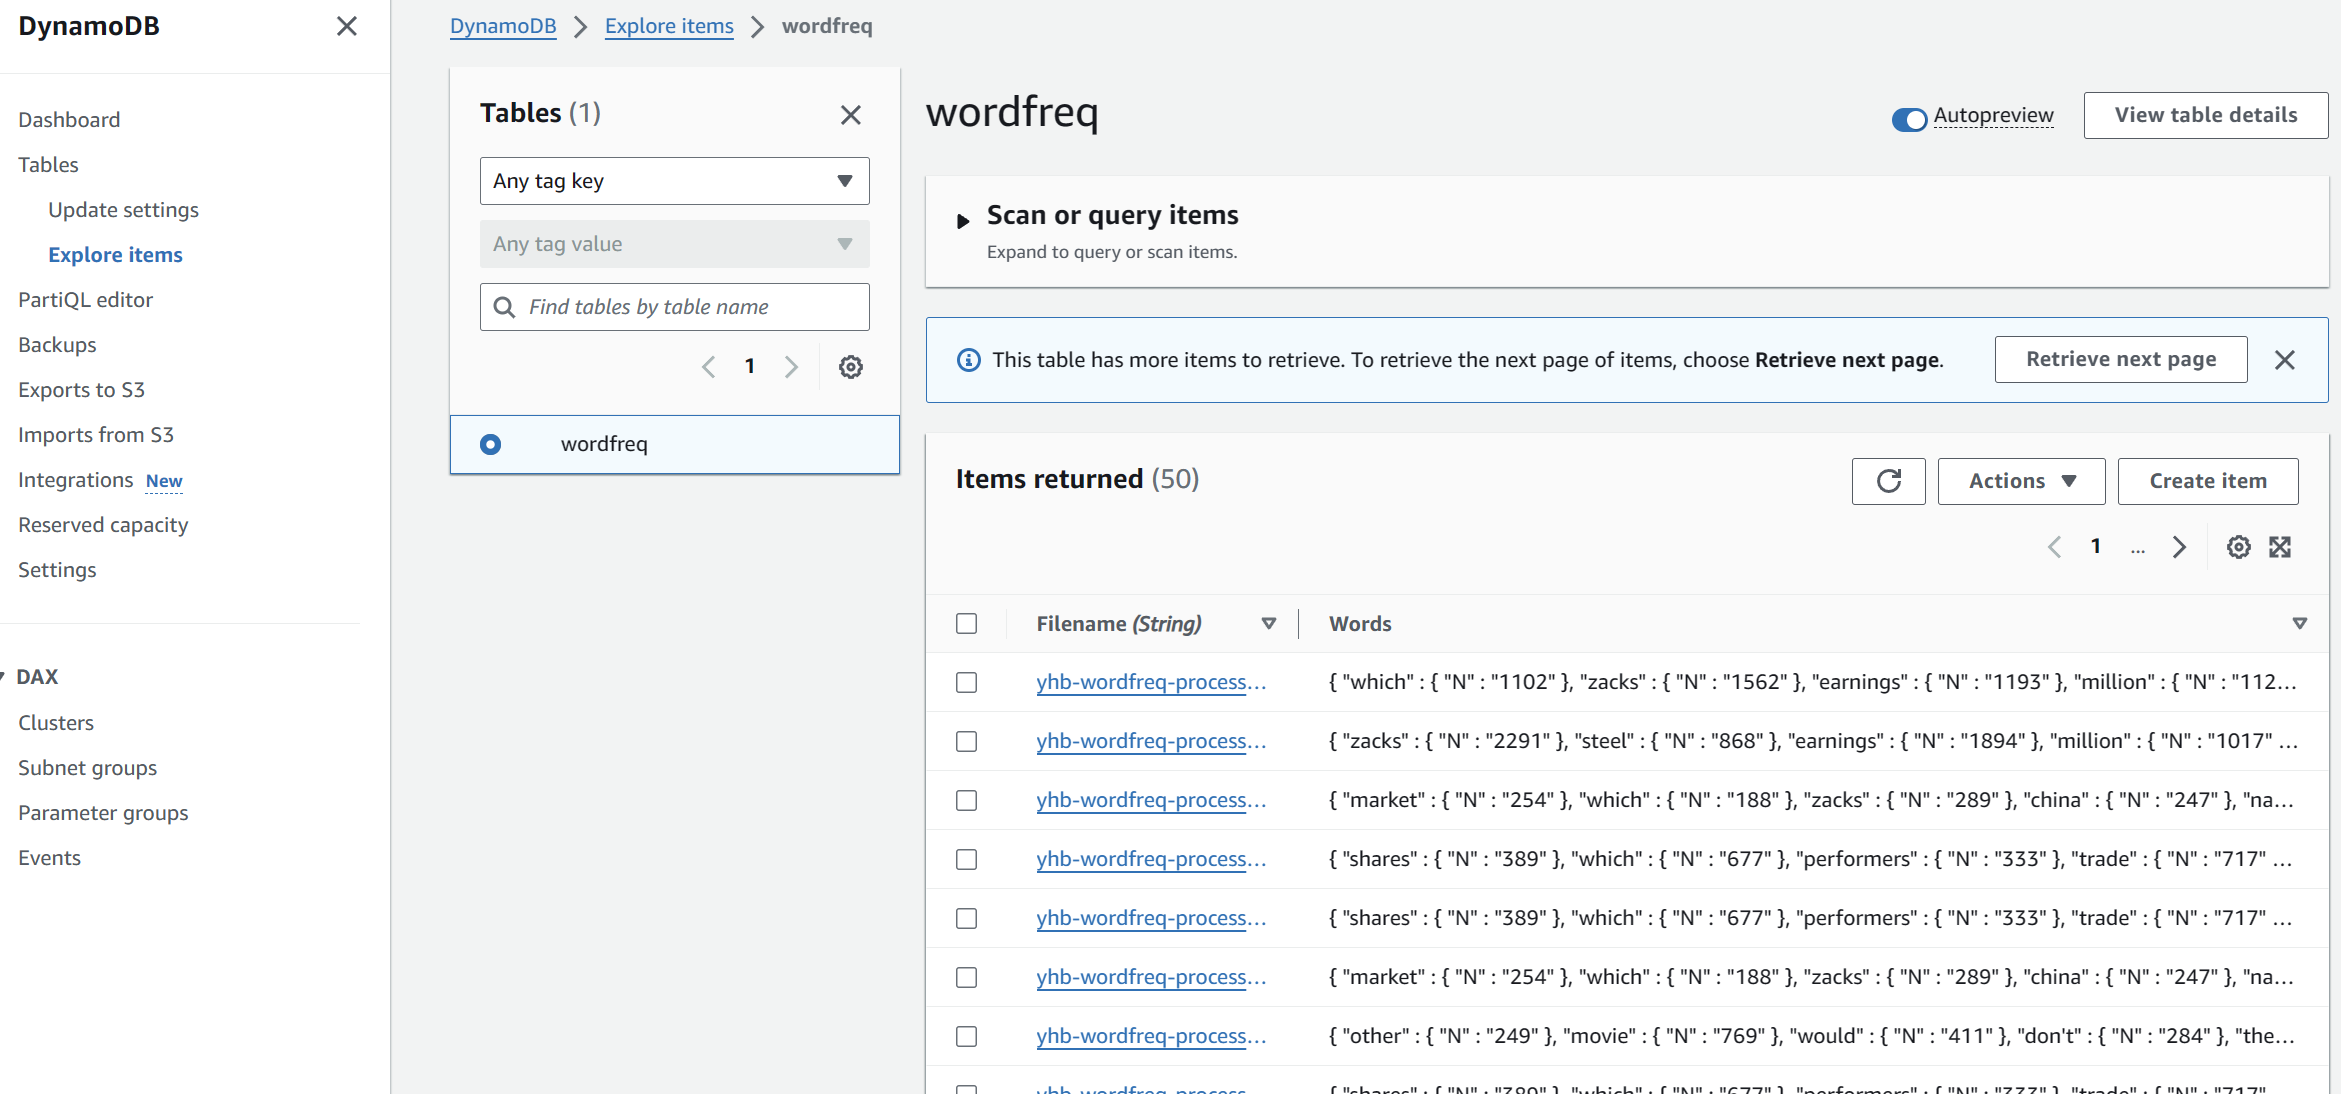 DynamoDB
Dashboard
Tables
Update settings
Explore items
PartiQL editor
Backups
Exports to S3
Imports from S3
Integrations New
Reserved capacity
Settings
DAX
Clusters
Subnet groups
Parameter groups
Events
DynamoDB Explore items wordfreq
Tables (1)
Any tag key
Any tag value
Find tables by table name
1
wordfreq
wordfreq
Autopreview
View table details
Scan or query items
Expand to query or scan items.
This table has more items to retrieve. To retrieve the next page of items, choose Retrieve next page.
Retrieve next page
Items returned (50)
Actions
Create item
1 ...
Filename (String) Words
yhb-wordfreq-process... { "which" : { "N" : "1102" }, "zacks" : { "N" : "1562" }, "earnings" : { "N" : "1193" }, "million" : { "N" : "112...
yhb-wordfreq-process... { "zacks" : { "N" : "2291" }, "steel" : { "N" : "868" }, "earnings" : { "N" : "1894" }, "million" : { "N" : "1017" ...
yhb-wordfreq-process... { "market" : { "N" : "254" }, "which" : { "N" : "188" }, "zacks" : { "N" : "289" }, "china" : { "N" : "247" }, "na...
yhb-wordfreq-process... { "shares" : { "N" : "389" }, "which" : { "N" : "677" }, "performers" : { "N" : "333" }, "trade" : { "N" : "717" ...
yhb-wordfreq-process... { "shares" : { "N" : "389" }, "which" : { "N" : "677" }, "performers" : { "N" : "333" }, "trade" : { "N" : "717" ...
yhb-wordfreq-process... { "market" : { "N" : "254" }, "which" : { "N" : "188" }, "zacks" : { "N" : "289" }, "china" : { "N" : "247" }, "na...
yhb-wordfreq-process... { "other" : { "N" : "249" }, "movie" : { "N" : "769" }, "would" : { "N" : "411" }, "don't" : { "N" : "284" }, "the...